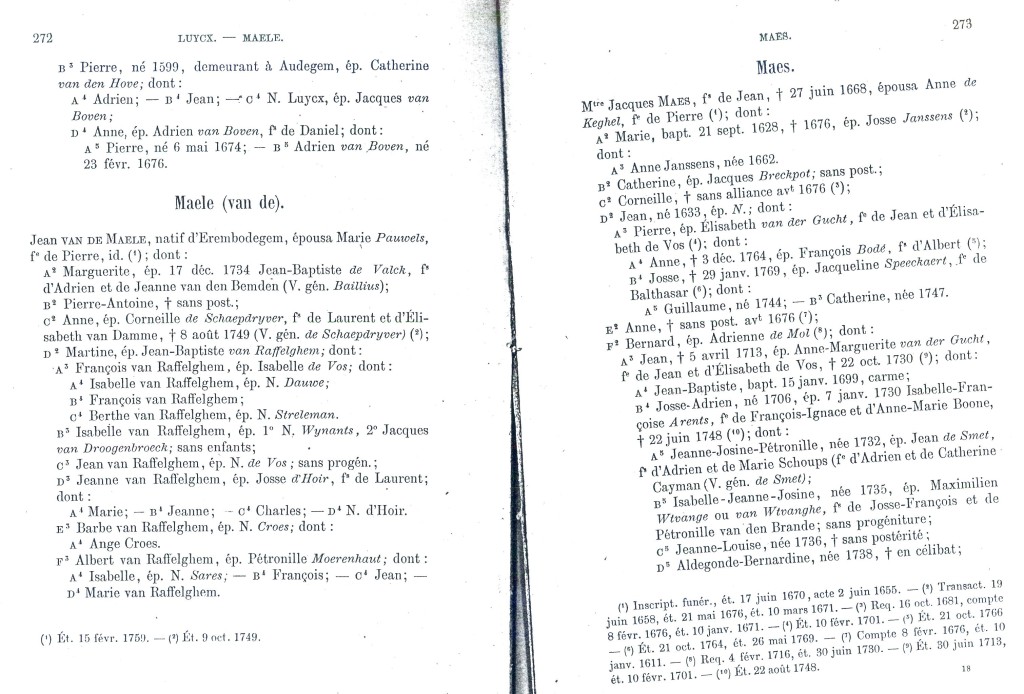 272
LUYCX. — MAELE.
B³ Pierre, né 1599, demeurant à Audegem, ép. Catherine
van den Hove; dont :
A⁴ Adrien; — B⁴ Jean; — C⁴ N. Luycx, ép. Jacques van
Boven;
D⁴ Anne, ép. Adrien van Boven, fˢ de Daniel; dont :
A⁵ Pierre, né 6 mai 1674; — B⁵ Adrien van Boven, né
23 févr. 1676.
Maele (van de).
Jean VAN DE MAELE, natif d'Erembodegem, épousa Marie Pauwels,
fᵉ de Pierre, id. (¹); dont :
A² Marguerite, ép. 17 déc. 1734 Jean-Baptiste de Valck, fˢ
d'Adrien et de Jeanne van den Bemden (V. gén. Baillius);
B² Pierre-Antoine, † sans post.;
C² Anne, ép. Corneille de Schaepdryver, fˢ de Laurent et d'Éli-
sabeth van Damme, † 8 août 1749 (V. gén. de Schaepdryver) (²);
D² Martine, ép. Jean-Baptiste van Raffelghem; dont :
A³ François van Raffelghem, ép. Isabelle de Vos; dont :
A⁴ Isabelle van Raffelghem, ép. N. Dauwe;
B⁴ François van Raffelghem;
C⁴ Berthe van Raffelghem, ép. N. Streleman.
B³ Isabelle van Raffelghem, ép. 1º N. Wynants, 2º Jacques
van Droogenbroeck; sans enfants;
C³ Jean van Raffelghem, ép. N. de Vos; sans progén.;
D³ Jeanne van Raffelghem, ép. Josse d'Hoir, fˢ de Laurent;
dont :
A⁴ Marie; — B⁴ Jeanne; — C⁴ Charles; — D⁴ N. d'Hoir.
E³ Barbe van Raffelghem, ép. N. Croes; dont :
A⁴ Ange Croes.
F³ Albert van Raffelghem, ép. Pétronille Moerenhaut; dont :
A⁴ Isabelle, ép. N. Sares; — B⁴ François; — C⁴ Jean; —
D⁴ Marie van Raffelghem.
(¹) Ét. 15 févr. 1759. — (²) Ét. 9 oct. 1749.
273
MAES.
Maes.
Mᵗʳᵉ Jacques MAES, fˢ de Jean, † 27 juin 1668, épousa Anne de
Keghel, fᵉ de Pierre (¹); dont :
A² Marie, bapt. 21 sept. 1628, † 1676, ép. Josse Janssens (²);
dont :
A³ Anne Janssens, née 1662.
B² Catherine, ép. Jacques Breckpot; sans post.;
C² Corneille, † sans alliance avᵗ 1676 (³);
D² Jean, né 1633, ép. N.; dont :
A³ Pierre, ép. Élisabeth van der Gucht, fᵉ de Jean et d'Élisa-
beth de Vos (⁴); dont :
A⁴ Anne, † 3 déc. 1764, ép. François Bodé, fˢ d'Albert (⁵);
B⁴ Josse, † 29 janv. 1769, ép. Jacqueline Speeckaert, fᵉ de
Balthasar (⁶); dont :
A⁵ Guillaume, né 1744; — B⁵ Catherine, née 1747.
E² Anne, † sans post. avᵗ 1676 (⁷);
F² Bernard, ép. Adrienne de Mol (⁸); dont :
A³ Jean, † 5 avril 1713, ép. Anne-Marguerite van der Gucht,
fᵉ de Jean et d'Élisabeth de Vos, † 22 oct. 1730 (⁹); dont :
A⁴ Jean-Baptiste, bapt. 15 janv. 1699, carme;
B⁴ Josse-Adrien, né 1706, ép. 7 janv. 1730 Isabelle-Fran-
çoise Arents, fᵉ de François-Ignace et d'Anne-Marie Boone,
† 22 juin 1748 (¹⁰); dont :
A⁵ Jeanne-Josine-Pétronille, née 1732, ép. Jean de Smet,
fˢ d'Adrien et de Marie Schoups (fᵉ d'Adrien et de Catherine
Cayman (V. gén. de Smet);
B⁵ Isabelle-Jeanne-Josine, née 1735, ép. Maximilien
Wtvange ou van Wtvanghe, fˢ de Josse-François et de
Pétronille van den Brande; sans progéniture;
C⁵ Jeanne-Louise, née 1736, † sans postérité;
D⁵ Aldegonde-Bernardine, née 1738, † en célibat;
(¹) Inscript. funér., ét. 17 juin 1670, acte 2 juin 1655. — (²) Transact. 19
juin 1658, ét. 21 mai 1676, ét. 10 mars 1671. — (³) Req. 16 oct. 1681, compte
8 févr. 1676, ét. 10 janv. 1671. — (⁴) Ét. 10 févr. 1701. — (⁵) Ét. 21 oct. 1766
— (⁶) Ét. 21 oct. 1764, ét. 26 mai 1769. — (⁷) Compte 8 févr. 1676, ét. 10
janv. 1611. — (⁸) Req. 4 févr. 1716, ét. 30 juin 1730. — (⁹) Ét. 30 juin 1713,
ét. 10 févr. 1701. — (¹⁰) Ét. 22 août 1748.
18